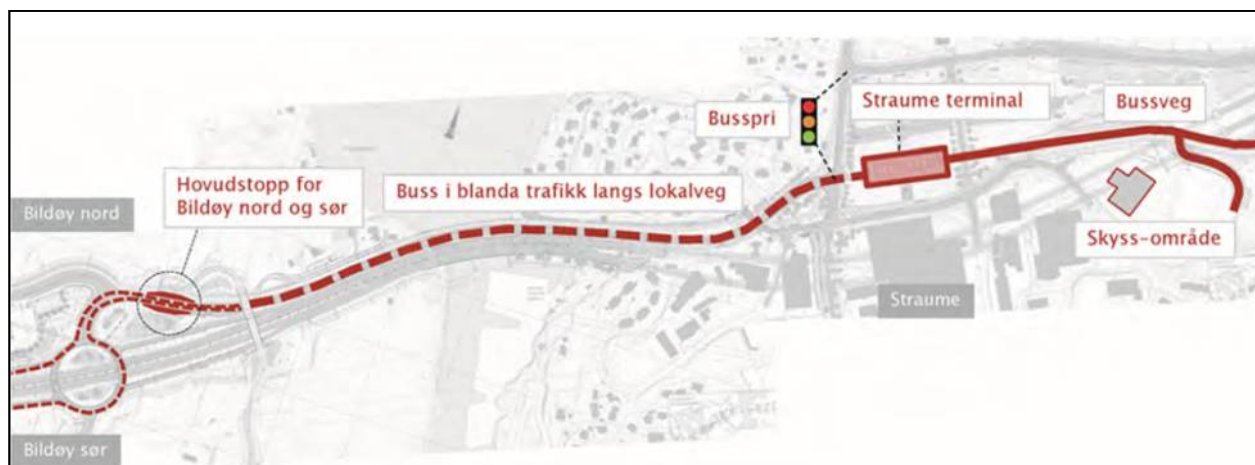 Busspri
Straume terminal
Bussveg
Hovudstopp for
Bildøy nord og sør
Buss i blanda trafikk langs lokalveg
Bildøy nord
Skyss-område
Straume
Bildøy sør